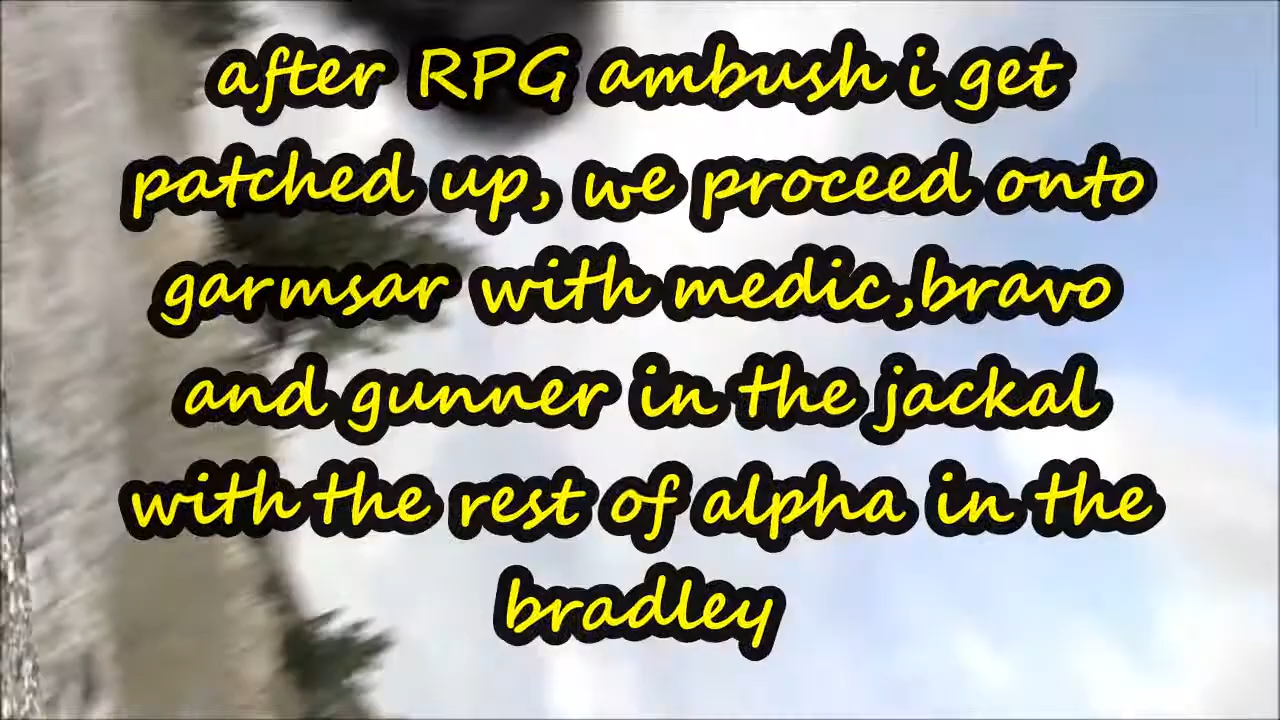 after RPG ambush i get
patched up, we proceed onto
garmsar with medic,bravo
and gunner in the jackal
with the rest of alpha in the
bradley